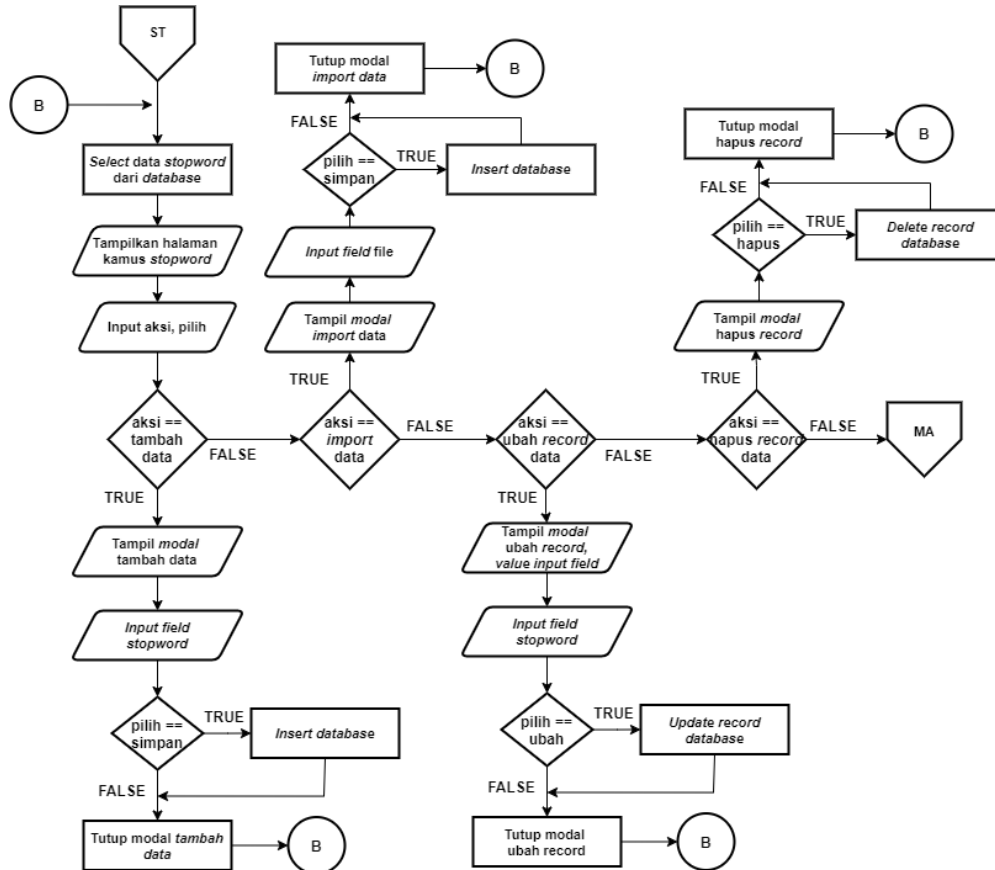 ST
B
Select data stopword
dari database
Tampilkan halaman
kamus stopword
Input aksi, pilih
aksi ==
tambah
data
FALSE
TRUE
Tampil modal
tambah data
Input field
stopword
pilih ==
simpan
TRUE
Insert database
FALSE
Tutup modal tambah
data
B
aksi ==
import
data
FALSE
TRUE
Tampil modal
import data
Input field file
pilih ==
simpan
TRUE
Insert database
FALSE
Tutup modal
import data
B
aksi ==
ubah record
data
FALSE
TRUE
Tampil modal
ubah record,
value input field
Input field
stopword
pilih ==
ubah
TRUE
Update record
database
FALSE
Tutup modal
ubah record
B
aksi ==
hapus record
data
FALSE
MA
TRUE
Tampil modal
hapus record
pilih ==
hapus
TRUE
Delete record
database
FALSE
Tutup modal
hapus record
B